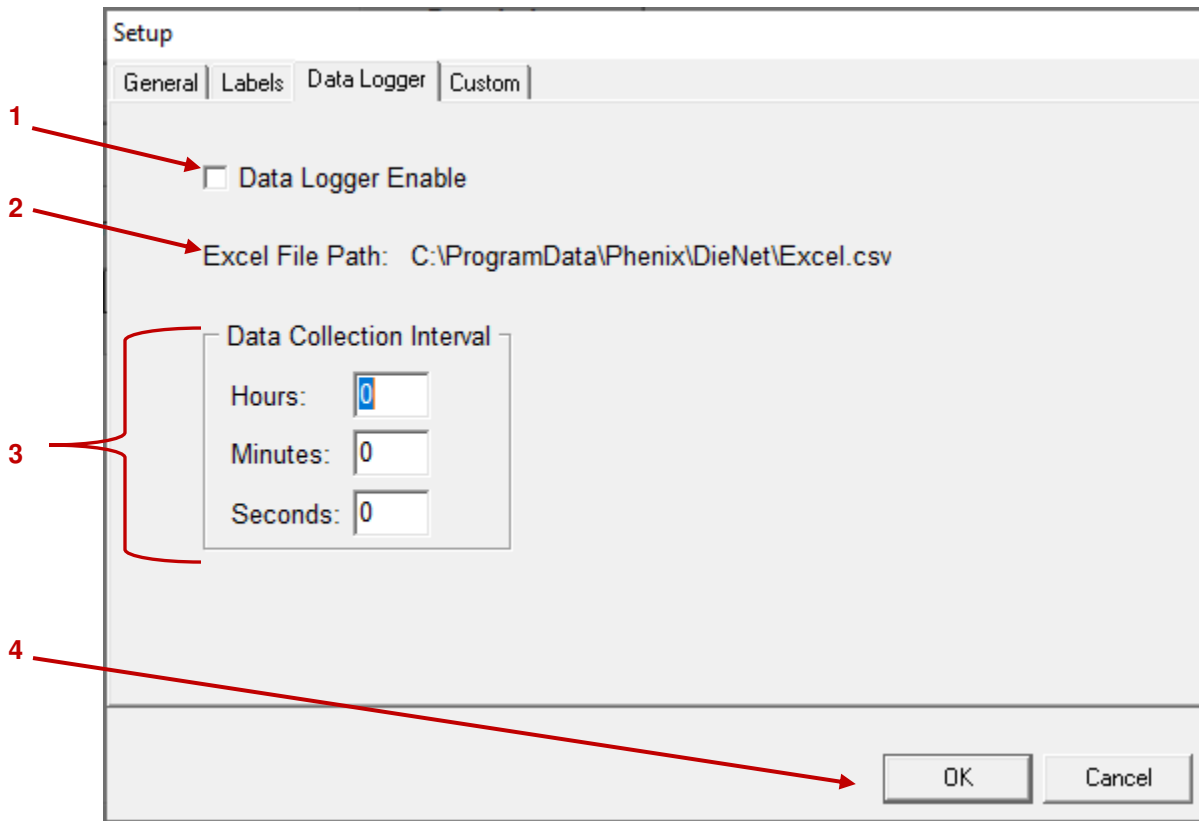 Setup
General Labels Data Logger Custom
1
Data Logger Enable
2
Excel File Path: C:\ProgramData\Phenix\DieNet\Excel.csv
Data Collection Interval
Hours: 0
3
Minutes: 0
Seconds: 0
4
OK Cancel